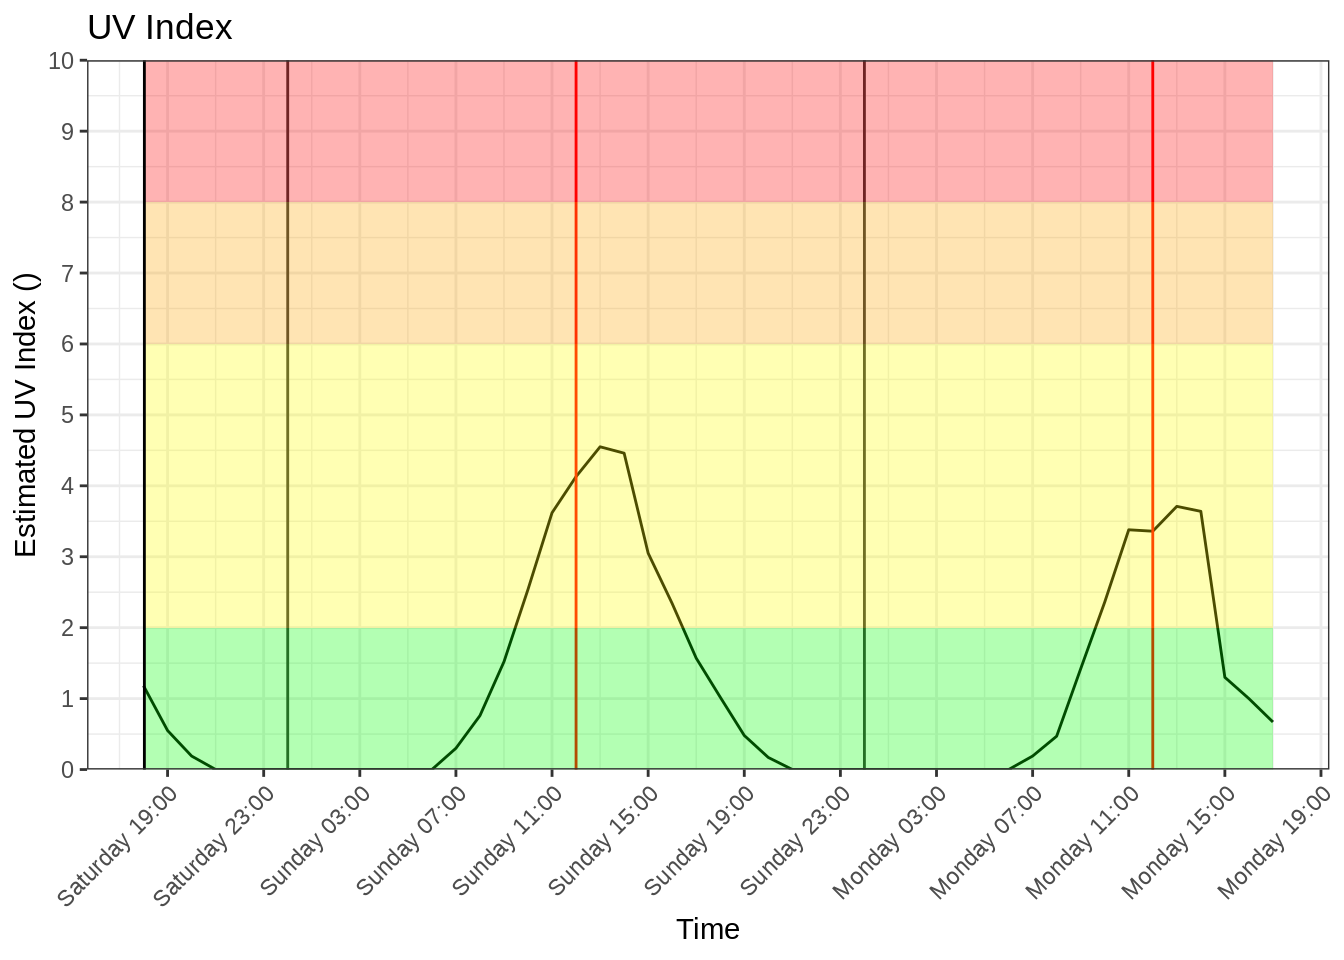 UV Index
Estimated UV Index ()
10
9
8
7
6
5
4
3
2
1
0
Saturday 19:00
Saturday 23:00
Sunday 03:00
Sunday 07:00
Sunday 11:00
Sunday 15:00
Sunday 19:00
Sunday 23:00
Monday 03:00
Monday 07:00
Monday 11:00
Monday 15:00
Monday 19:00
Time